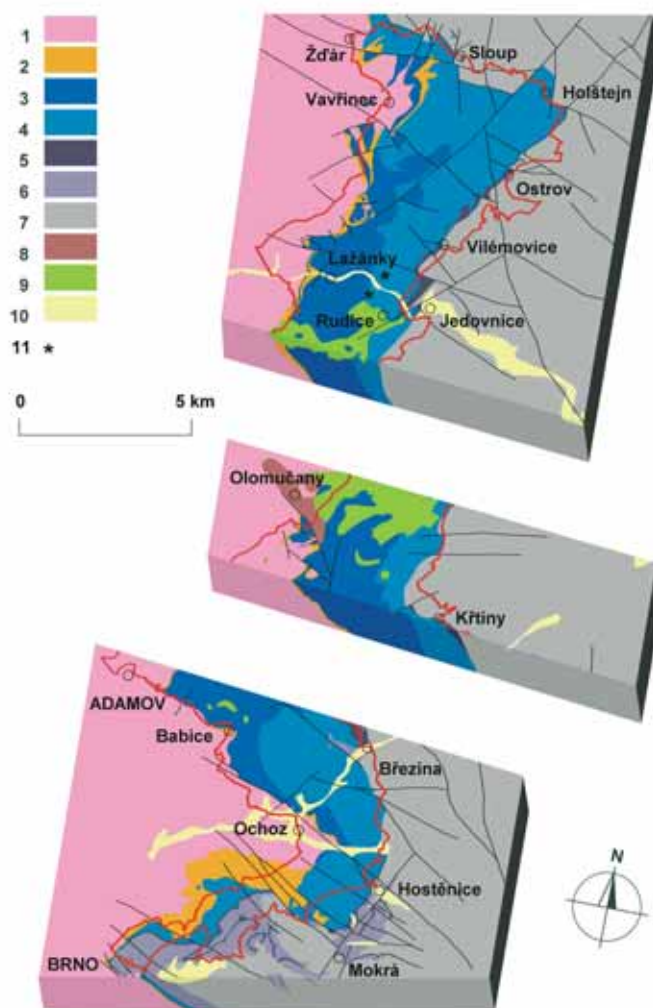 1
2
3
4
5
6
7
8
9
10
11 *
0 5 km
Žďár
Sloup
Vavřinec
Holštejn
Ostrov
Vilémovice
Lažánky
Rudice
Jedovnice
Olomučany
Křtiny
ADAMOV
Babice
Březina
Ochoz
Hostěnice
BRNO
Mokrá
N